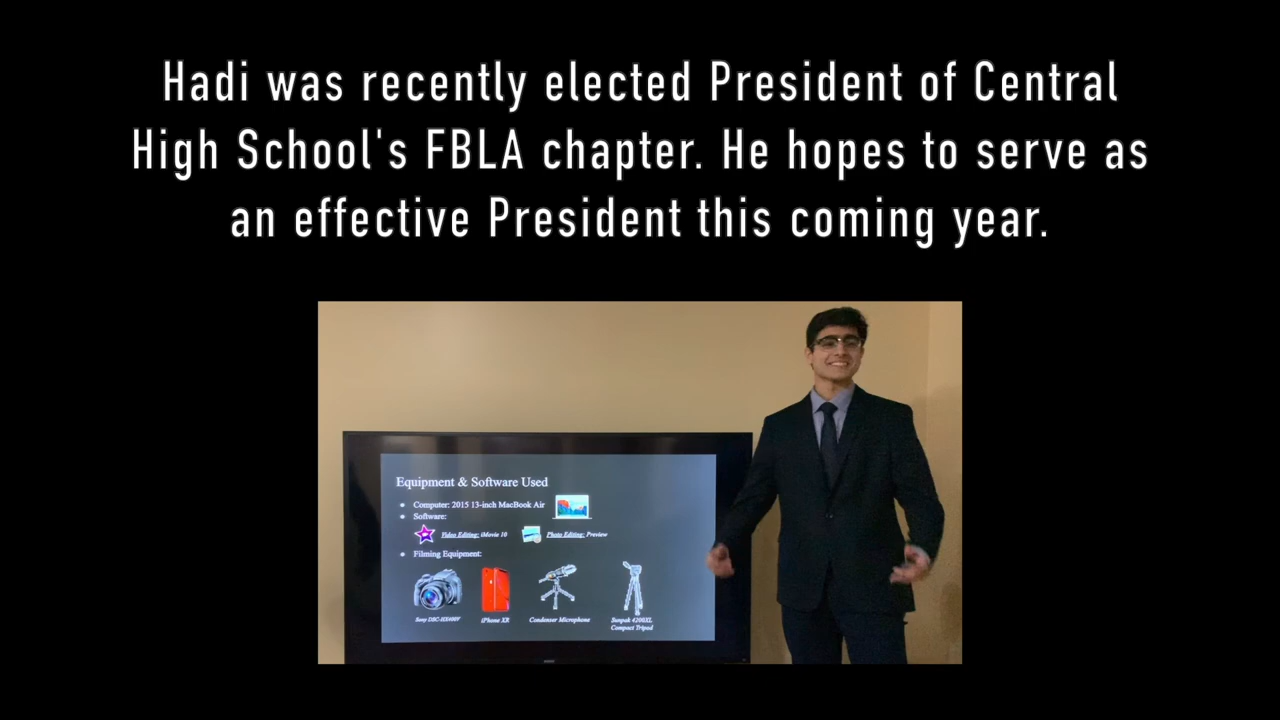 Hadi was recently elected President of Central
High School's FBLA chapter. He hopes to serve as
an effective President this coming year.
Equipment & Software Used
Computer: 2015 13-inch MacBook Air
Software:
Video Editing: iMovie 10 Photo Editing: Preview
Filming Equipment:
iPhone XR Condenser Microphone Sunpak 4200XL
Compact Tripod